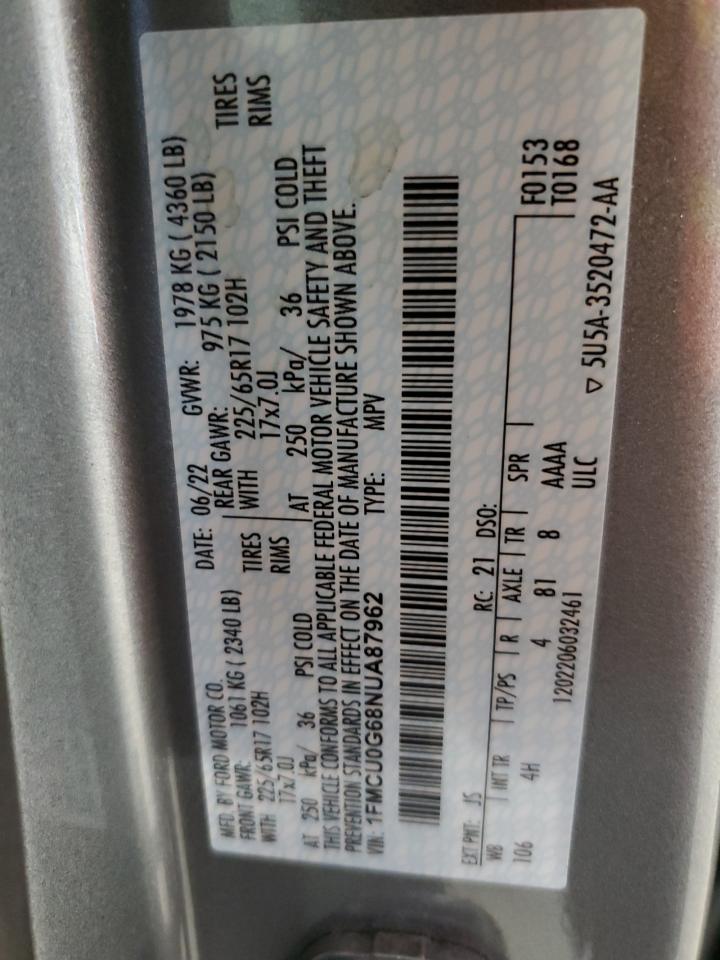 MFD. BY FORD MOTOR CO.
DATE: 06/22 GVWR: 1978 KG ( 4360 LB)
FRONT GAWR: 1061 KG ( 2340 LB) REAR GAWR: 975 KG ( 2150 LB)
WITH 225/65R17 102H TIRES WITH 225/65R17 102H TIRES
17x7.0J RIMS 17x7.0J RIMS
AT 250 kPa/ 36 PSI COLD AT 250 kPa/ 36 PSI COLD
THIS VEHICLE CONFORMS TO ALL APPLICABLE FEDERAL MOTOR VEHICLE SAFETY AND THEFT
PREVENTION STANDARDS IN EFFECT ON THE DATE OF MANUFACTURE SHOWN ABOVE.
VIN: 1FMCU0G68NUA87962 TYPE: MPV
EXT PNT: JS RC: 21 DSO: F0153
WB INT TR TP/PS R AXLE TR SPR T0168
106 4H 4 81 8 AAAA
1202206032461 ULC ▽ 5U5A-3520472-AA